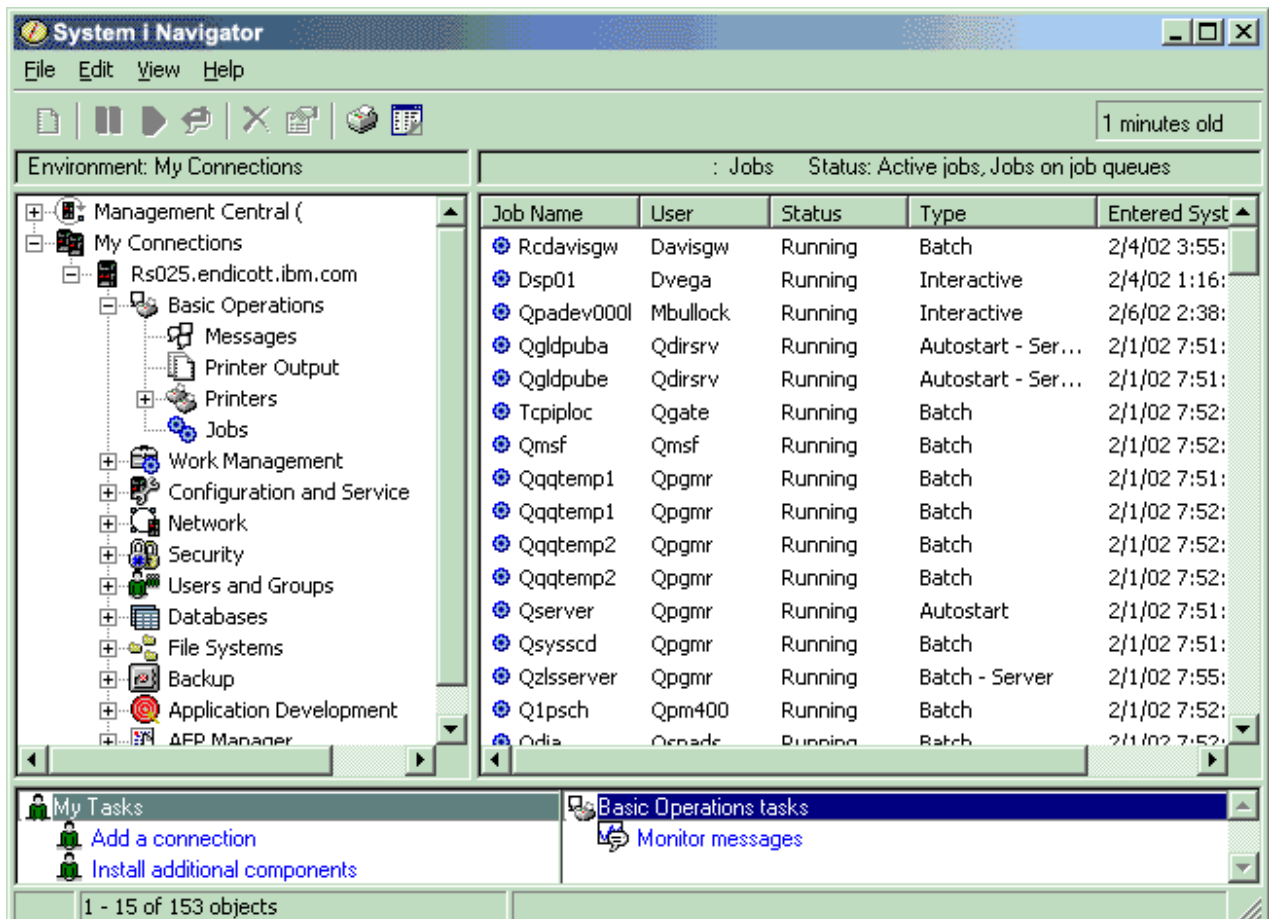 System i Navigator
File Edit View Help
1 minutes old
Environment: My Connections
: Jobs Status: Active jobs, Jobs on job queues
Management Central (
My Connections
Rs025.endicott.ibm.com
Basic Operations
Messages
Printer Output
Printers
Jobs
Work Management
Configuration and Service
Network
Security
Users and Groups
Databases
File Systems
Backup
Application Development
AFP Manager
Job Name User Status Type Entered Syst
Rcdavisgw Davisgw Running Batch 2/4/02 3:55:
Dsp01 Dvega Running Interactive 2/4/02 1:16:
Qpadev000l Mbullock Running Interactive 2/6/02 2:38:
Qgldpuba Qdirsrv Running Autostart - Ser... 2/1/02 7:51:
Qgldpube Qdirsrv Running Autostart - Ser... 2/1/02 7:51:
Tcpiploc Qgate Running Batch 2/1/02 7:52:
Qmsf Qmsf Running Batch 2/1/02 7:52:
Qqqtemp1 Qpgmr Running Batch 2/1/02 7:51:
Qqqtemp1 Qpgmr Running Batch 2/1/02 7:52:
Qqqtemp2 Qpgmr Running Batch 2/1/02 7:52:
Qqqtemp2 Qpgmr Running Batch 2/1/02 7:52:
Qserver Qpgmr Running Autostart 2/1/02 7:51:
Qsysscd Qpgmr Running Batch 2/1/02 7:51:
Qzlsserver Qpgmr Running Batch - Server 2/1/02 7:55:
Q1psch Qpm400 Running Batch 2/1/02 7:52:
Qdia Qsnads Running Batch 2/1/02 7:52:
My Tasks
Add a connection
Install additional components
Basic Operations tasks
Monitor messages
1 - 15 of 153 objects